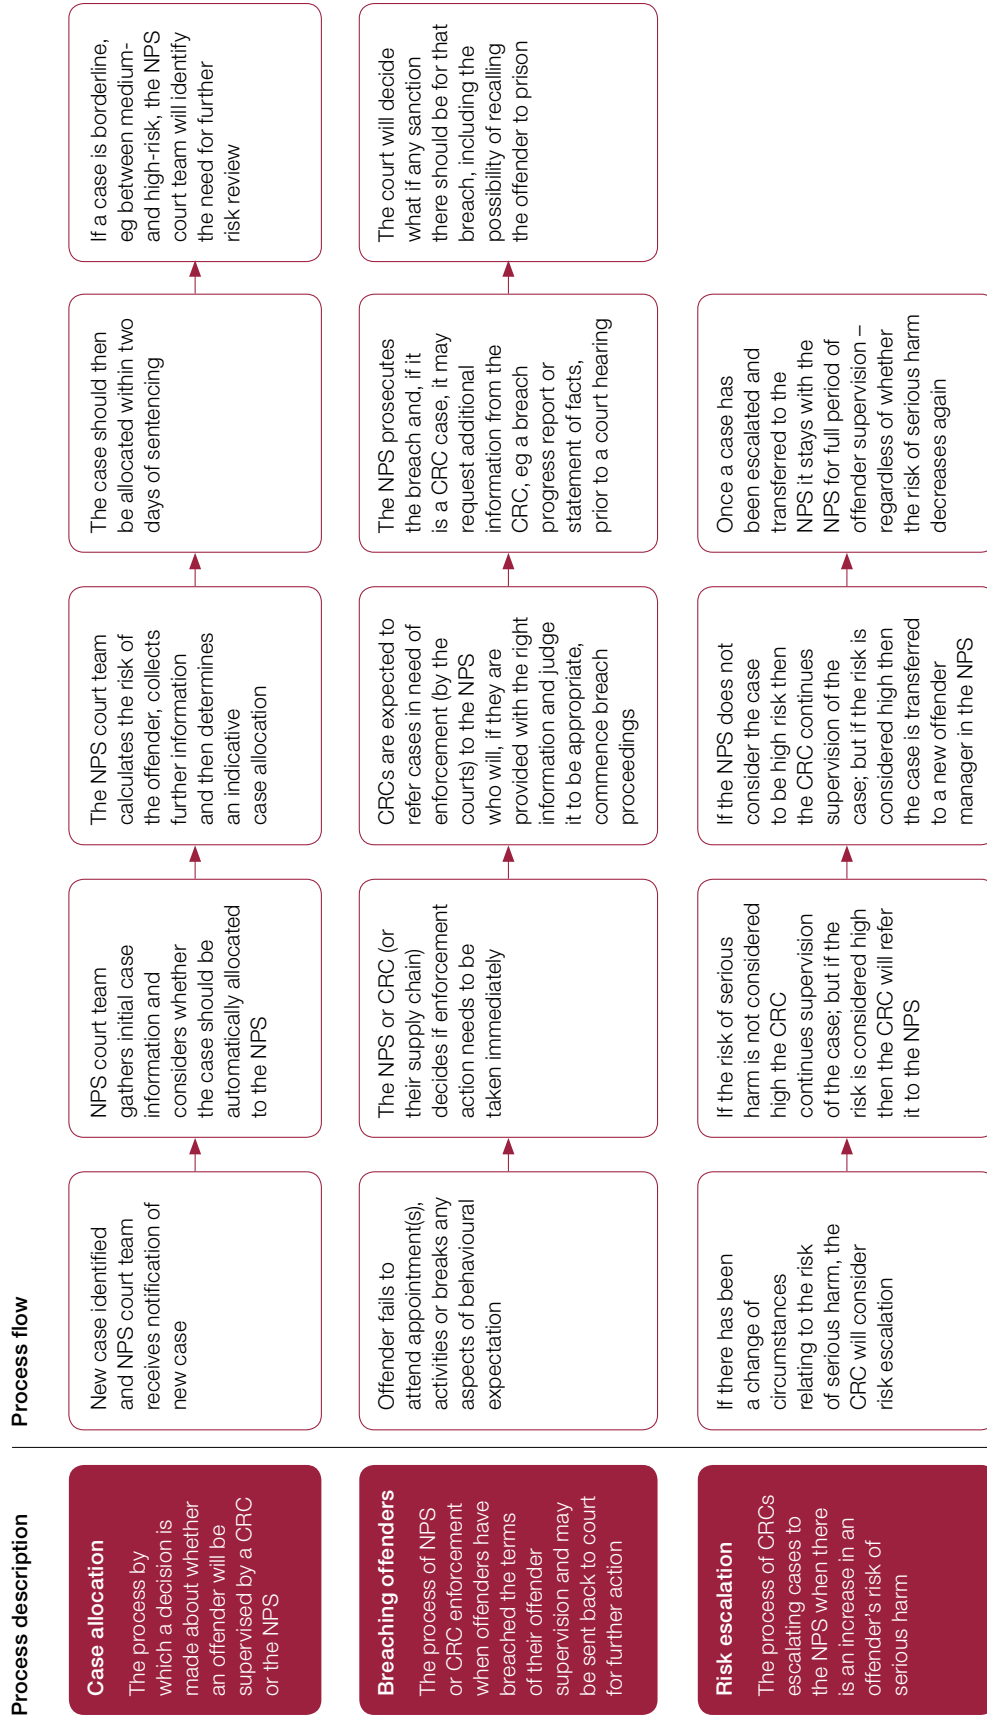 Process description
Process flow
Case allocation
The process by
which a decision is
made about whether
an offender will be
supervised by a CRC
or the NPS
New case identified
and NPS court team
receives notification of
new case
NPS court team
gathers initial case
information and
considers whether
the case should be
automatically allocated
to the NPS
The NPS court team
calculates the risk of
the offender, collects
further information
and then determines
an indicative
case allocation
The case should then
be allocated within two
days of sentencing
If a case is borderline,
eg between medium-
and high-risk, the NPS
court team will identify
the need for further
risk review
Breaching offenders
The process of NPS
or CRC enforcement
when offenders have
breached the terms
of their offender
supervision and may
be sent back to court
for further action
Offender fails to
attend appointment(s),
activities or breaks any
aspects of behavioural
expectation
The NPS or CRC (or
their supply chain)
decides if enforcement
action needs to be
taken immediately
CRCs are expected to
refer cases in need of
enforcement (by the
courts) to the NPS
who will, if they are
provided with the right
information and judge
it to be appropriate,
commence breach
proceedings
The NPS prosecutes
the breach and, if it
is a CRC case, it may
request additional
information from the
CRC, eg a breach
progress report or
statement of facts,
prior to a court hearing
The court will decide
what if any sanction
there should be for that
breach, including the
possibility of recalling
the offender to prison
Risk escalation
The process of CRCs
escalating cases to
the NPS when there
is an increase in an
offender's risk of
serious harm
If there has been
a change of
circumstances
relating to the risk
of serious harm, the
CRC will consider
risk escalation
If the risk of serious
harm is not considered
high the CRC
continues supervision
of the case; but if the
risk is considered high
then the CRC will refer
it to the NPS
If the NPS does not
consider the case
to be high risk then
the CRC continues
supervision of the
case; but if the risk is
considered high then
the case is transferred
to a new offender
manager in the NPS
Once a case has
been escalated and
transferred to the
NPS it stays with the
NPS for full period of
offender supervision –
regardless of whether
the risk of serious harm
decreases again